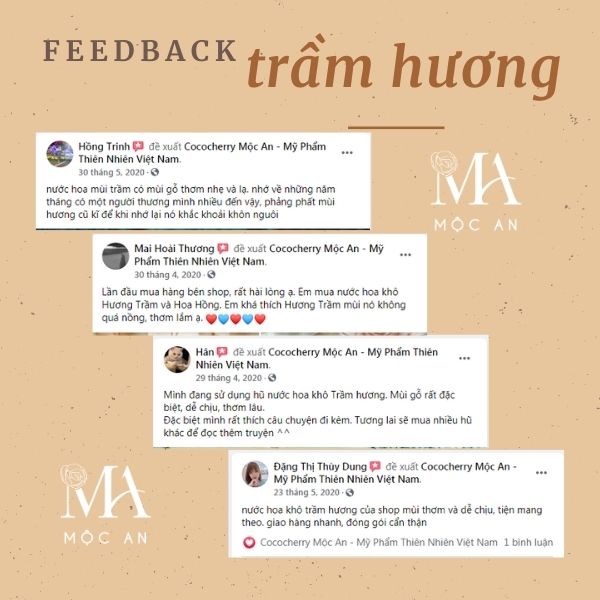 FEEDBACK trầm hương
Hồng Trinh đề xuất Cococherry Mộc An - Mỹ Phẩm
Thiên Nhiên Việt Nam.
30 tháng 5, 2020 ·
nước hoa mùi trầm có mùi gỗ thơm nhẹ và lạ. nhớ về những năm
tháng có một người thương mình nhiều đến vậy, phảng phất mùi
hương cũ kĩ để khi nhớ lại nó khắc khoải khôn nguôi
MA
MỘC AN
Mai Hoài Thương đề xuất Cococherry Mộc An - Mỹ
Phẩm Thiên Nhiên Việt Nam.
30 tháng 4, 2020 ·
Lần đầu mua hàng bên shop, rất hài lòng ạ. Em mua nước hoa khô
Hương Trầm và Hoa Hồng. Em khá thích Hương Trầm mùi nó không
quá nồng, thơm lắm ạ. ❤️💙❤️💙❤️💙
Hân đề xuất Cococherry Mộc An - Mỹ Phẩm Thiên
Nhiên Việt Nam.
29 tháng 4, 2020 ·
Mình đang sử dụng hũ nước hoa khô Trầm hương. Mùi gỗ rất đặc
biệt, dễ chịu, thơm lâu.
Đặc biệt mình rất thích câu chuyện đi kèm. Tương lai sẽ mua nhiều hũ
khác để đọc thêm truyện ^^
Đặng Thị Thùy Dung đề xuất Cococherry Mộc An -
Mỹ Phẩm Thiên Nhiên Việt Nam.
23 tháng 5, 2020 ·
nước hoa khô trầm hương của shop mùi thơm và dễ chịu, tiện mang
theo. giao hàng nhanh, đóng gói cẩn thận
Cococherry Mộc An - Mỹ Phẩm Thiên Nhiên Việt Nam 1 bình luận
MA
MỘC AN